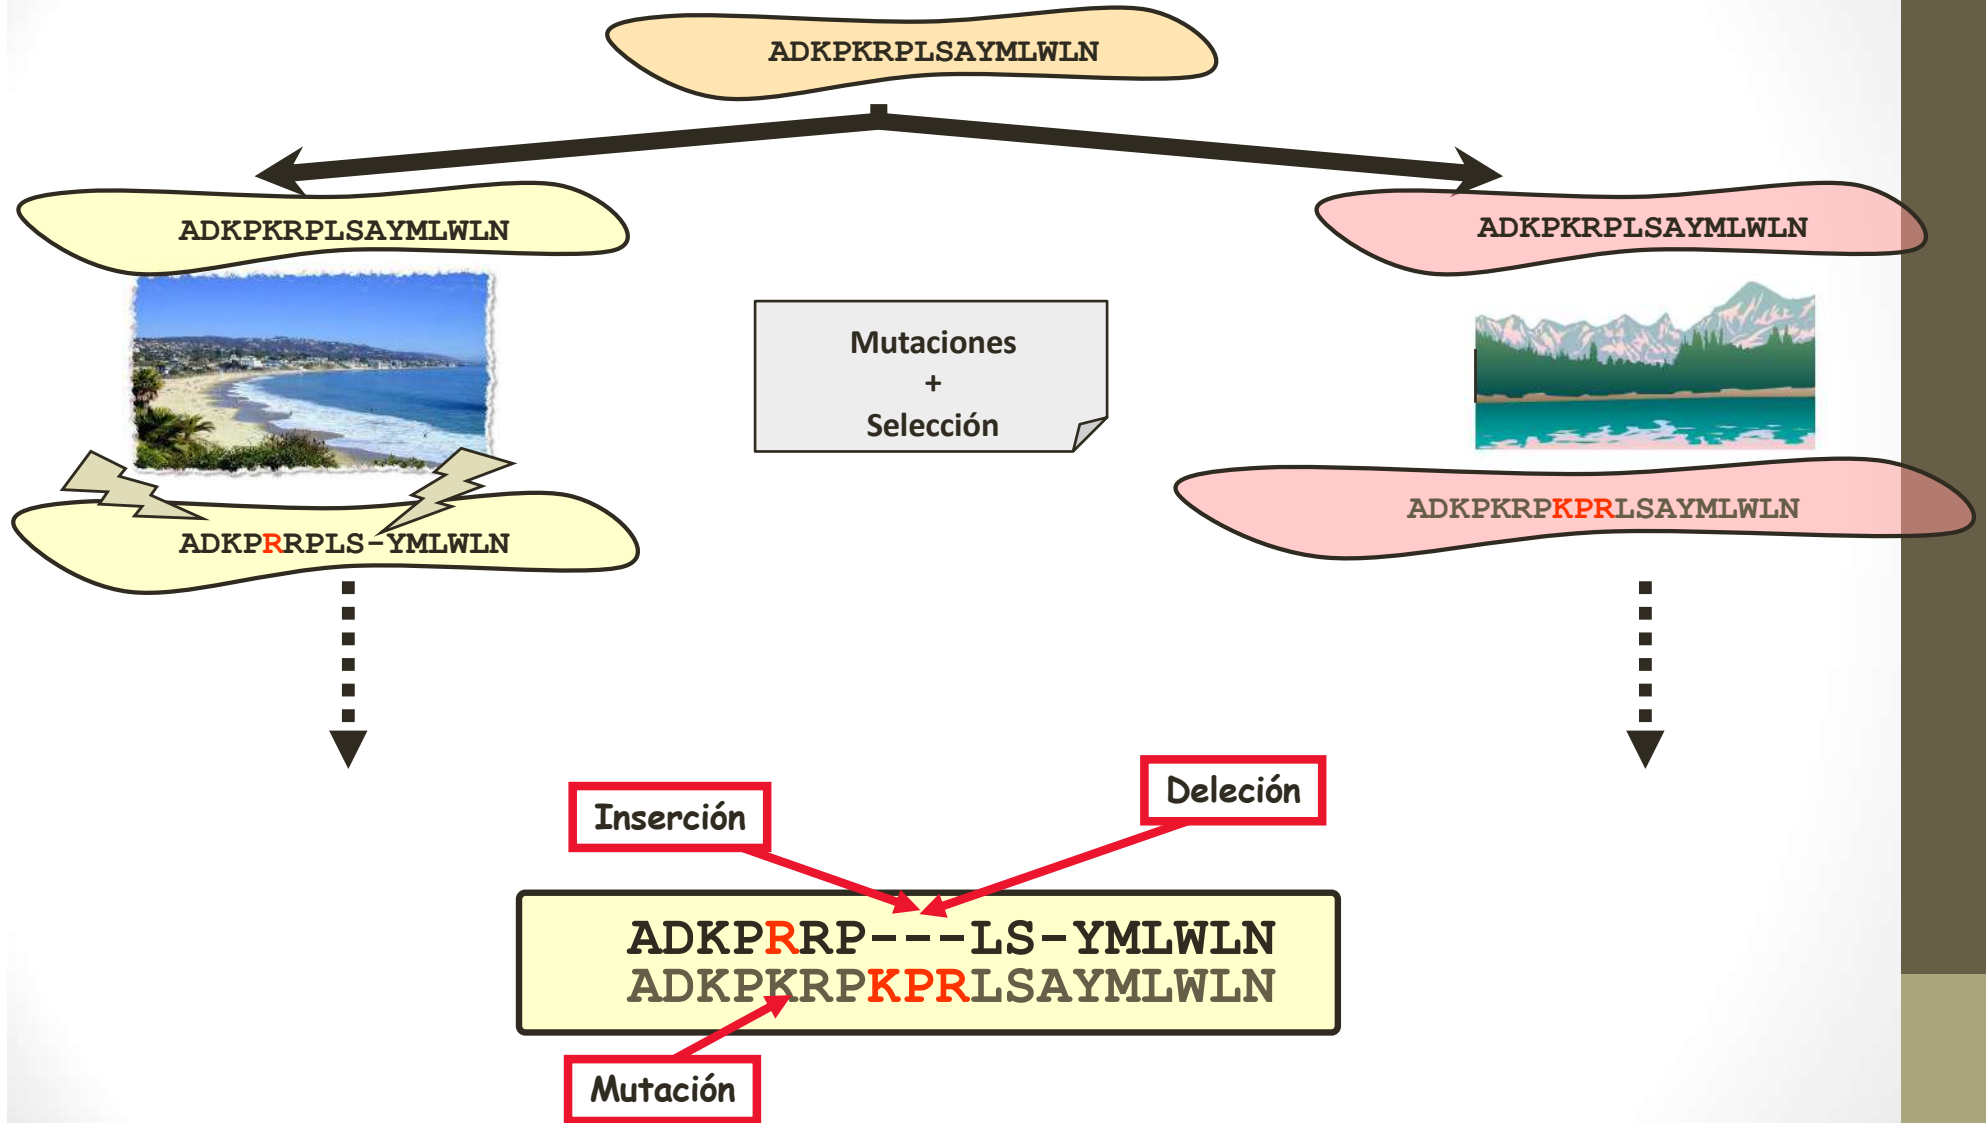 ADKPKRPLSAYMLWLN
ADKPKRPLSAYMLWLN
ADKPKRPLSAYMLWLN
Mutaciones
+
Selección
ADKPRRPLS-YMLWLN
ADKPKRPKPRLSAYMLWLN
Inserción
Deleción
ADKPRRP---LS-YMLWLN
ADKPKRPKPRLSAYMLWLN
Mutación